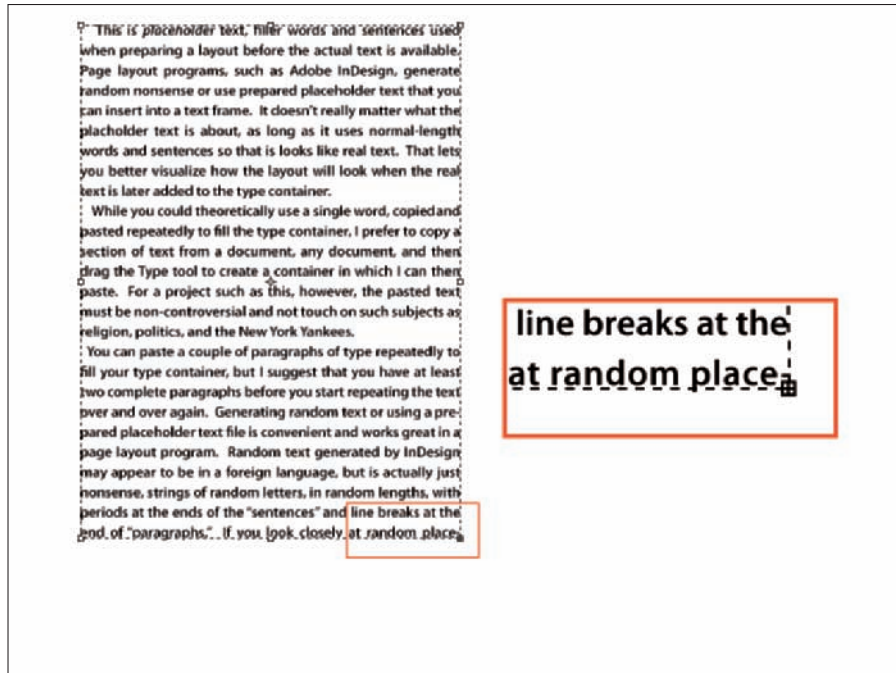 This is placeholder text, filler words and sentences used
when preparing a layout before the actual text is available.
Page layout programs, such as Adobe InDesign, generate
random nonsense or use prepared placeholder text that you
can insert into a text frame. It doesn't really matter what the
placholder text is about, as long as it uses normal-length
words and sentences so that is looks like real text. That lets
you better visualize how the layout will look when the real
text is later added to the type container.
While you could theoretically use a single word, copied and
pasted repeatedly to fill the type container, I prefer to copy a
section of text from a document, any document, and then
drag the Type tool to create a container in which I can then
paste. For a project such as this, however, the pasted text
must be non-controversial and not touch on such subjects as
religion, politics, and the New York Yankees.
You can paste a couple of paragraphs of type repeatedly to
fill your type container, but I suggest that you have at least
two complete paragraphs before you start repeating the text
over and over again. Generating random text or using a pre-
pared placeholder text file is convenient and works great in a
page layout program. Random text generated by InDesign
may appear to be in a foreign language, but is actually just
nonsense, strings of random letters, in random lengths, with
periods at the ends of the "sentences" and line breaks at the
end of "paragraphs." If you look closely at random place
line breaks at the
at random place